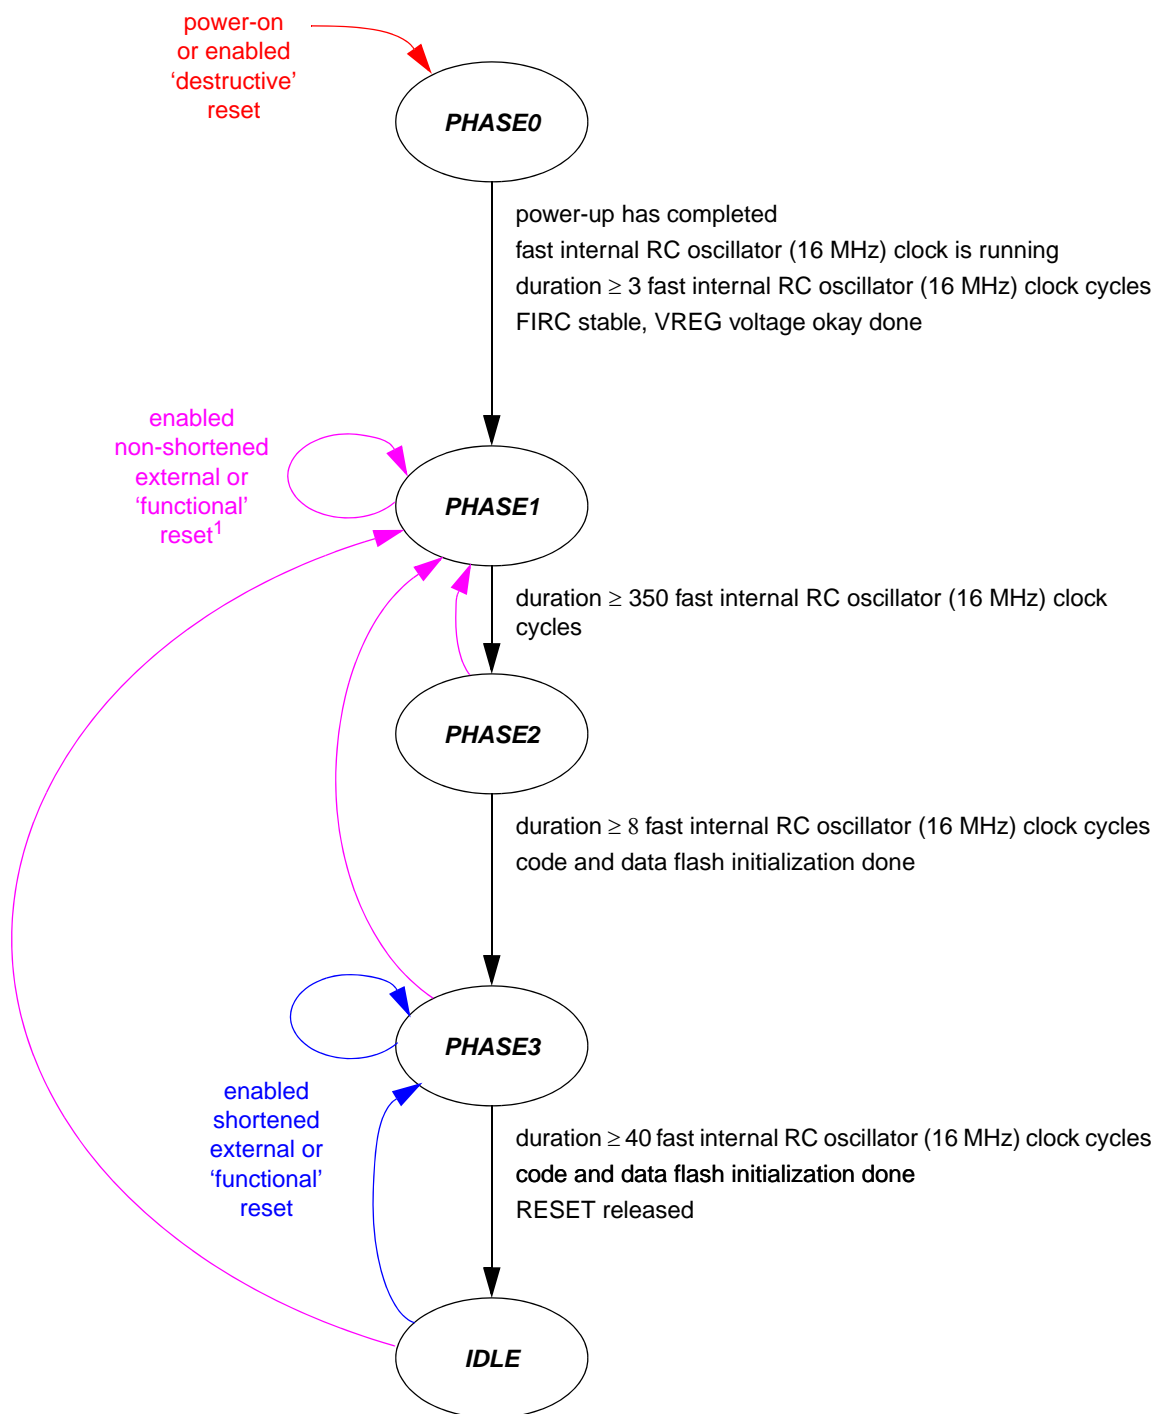 power-on
or enabled
‘destructive’
reset
PHASE0
power-up has completed
fast internal RC oscillator (16 MHz) clock is running
duration ≥ 3 fast internal RC oscillator (16 MHz) clock cycles
FIRC stable, VREG voltage okay done
enabled
non-shortened
external or
‘functional’
reset1
PHASE1
duration ≥ 350 fast internal RC oscillator (16 MHz) clock
cycles
PHASE2
duration ≥ 8 fast internal RC oscillator (16 MHz) clock cycles
code and data flash initialization done
PHASE3
enabled
shortened
external or
‘functional’
reset
duration ≥ 40 fast internal RC oscillator (16 MHz) clock cycles
code and data flash initialization done
RESET released
IDLE